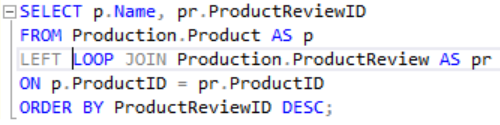 SELECT p.Name, pr.ProductReviewID
FROM Production.Product AS p
LEFT LOOP JOIN Production.ProductReview AS pr
ON p.ProductID = pr.ProductID
ORDER BY ProductReviewID DESC;